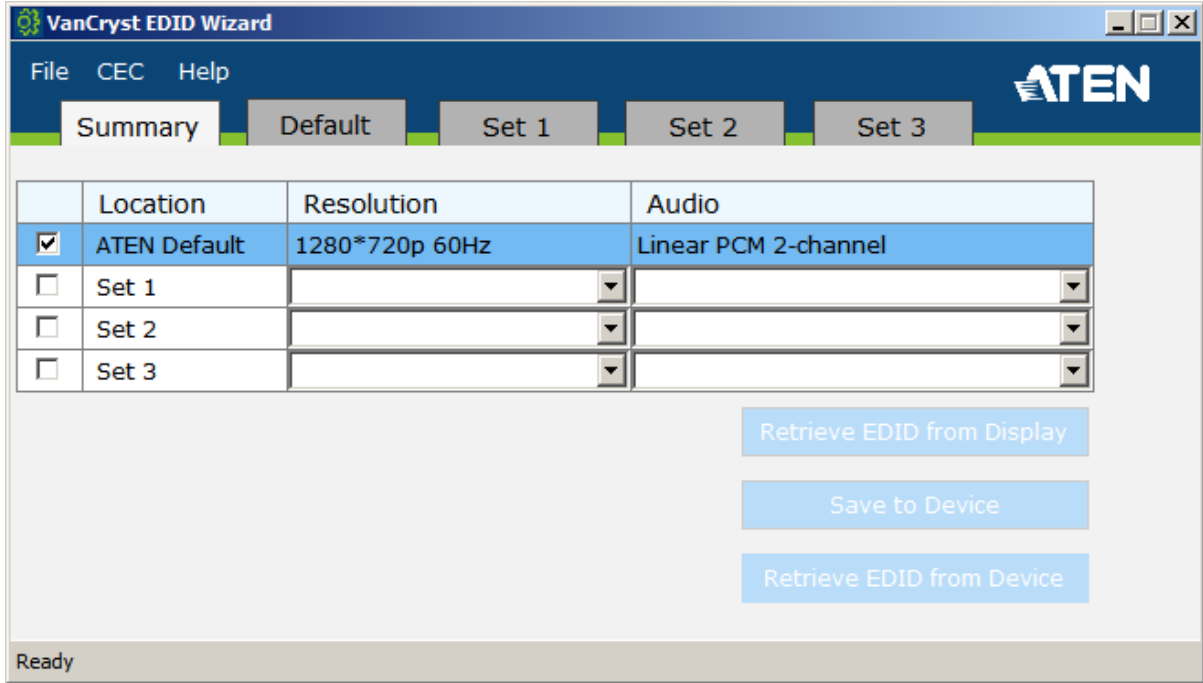 VanCryst EDID Wizard
File CEC Help
ATEN
Summary Default Set 1 Set 2 Set 3
Location Resolution Audio
ATEN Default 1280*720p 60Hz Linear PCM 2-channel
Set 1
Set 2
Set 3
Retrieve EDID from Display
Save to Device
Retrieve EDID from Device
Ready